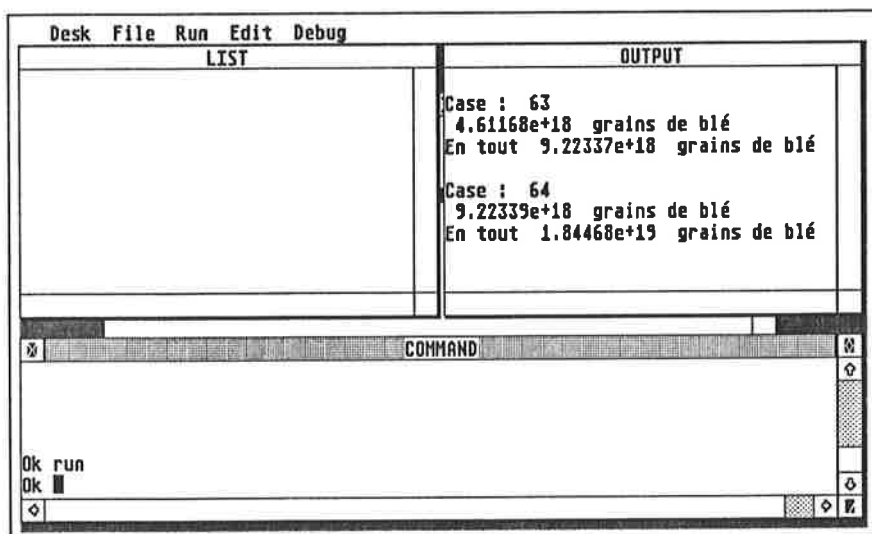 Desk File Run Edit Debug
LIST
OUTPUT
Case : 63
4.61168e+18 grains de blé
En tout 9.22337e+18 grains de blé
Case : 64
9.22339e+18 grains de blé
En tout 1.84468e+19 grains de blé
COMMAND
Ok run
Ok